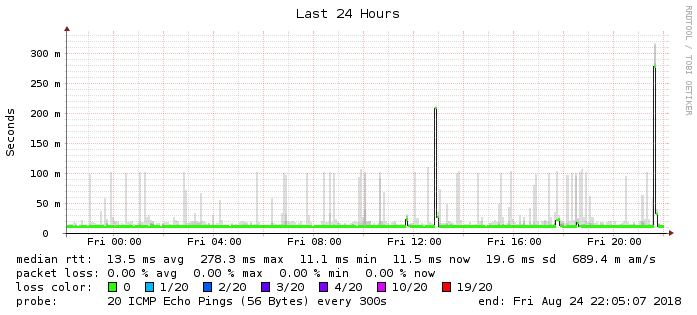 Last 24 Hours
RRDTOOL / TOBI OETIKER
Seconds
300 m
250 m
200 m
150 m
100 m
50 m
0
Fri 00:00 Fri 04:00 Fri 08:00 Fri 12:00 Fri 16:00 Fri 20:00
median rtt: 13.5 ms avg 278.3 ms max 11.1 ms min 11.5 ms now 19.6 ms sd 689.4 m am/s
packet loss: 0.00 % avg 0.00 % max 0.00 % min 0.00 % now
loss color: 0 1/20 2/20 3/20 4/20 10/20 19/20
probe: 20 ICMP Echo Pings (56 Bytes) every 300s end: Fri Aug 24 22:05:07 2018